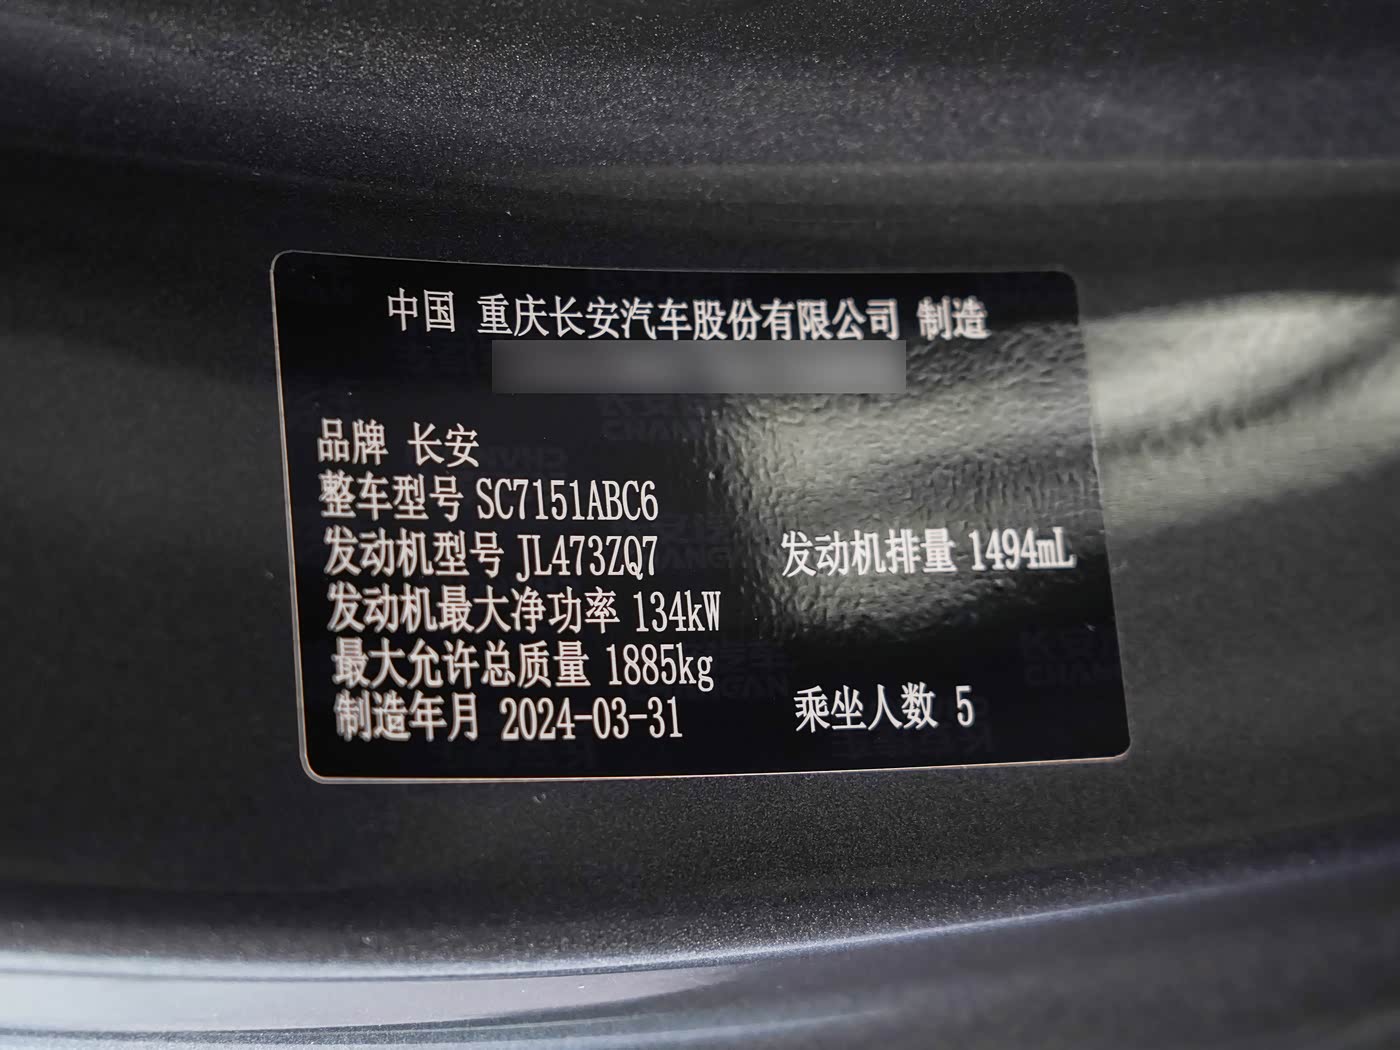 中国 重庆长安汽车股份有限公司 制造
品牌 长安
整车型号 SC7151ABC6
发动机型号 JL473ZQ7 发动机排量 1494mL
发动机最大净功率 134kW
最大允许总质量 1885kg
制造年月 2024-03-31 乘坐人数 5